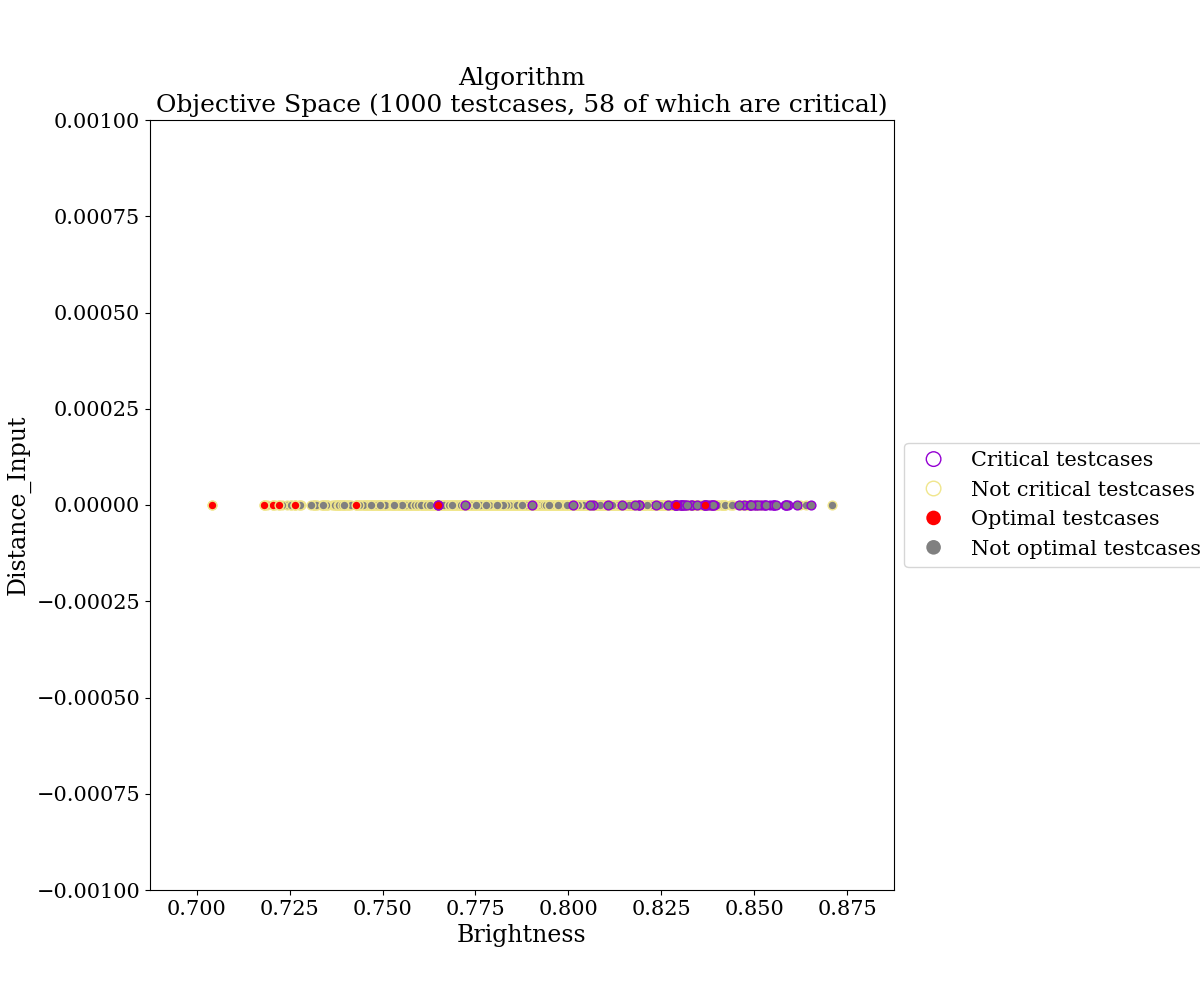 Algorithm
Objective Space (1000 testcases, 58 of which are critical)
0.00100
0.00075
0.00050
0.00025
0.00000
−0.00025
−0.00050
−0.00075
−0.00100
Distance_Input
0.700 0.725 0.750 0.775 0.800 0.825 0.850 0.875
Brightness
Critical testcases
Not critical testcases
Optimal testcases
Not optimal testcases